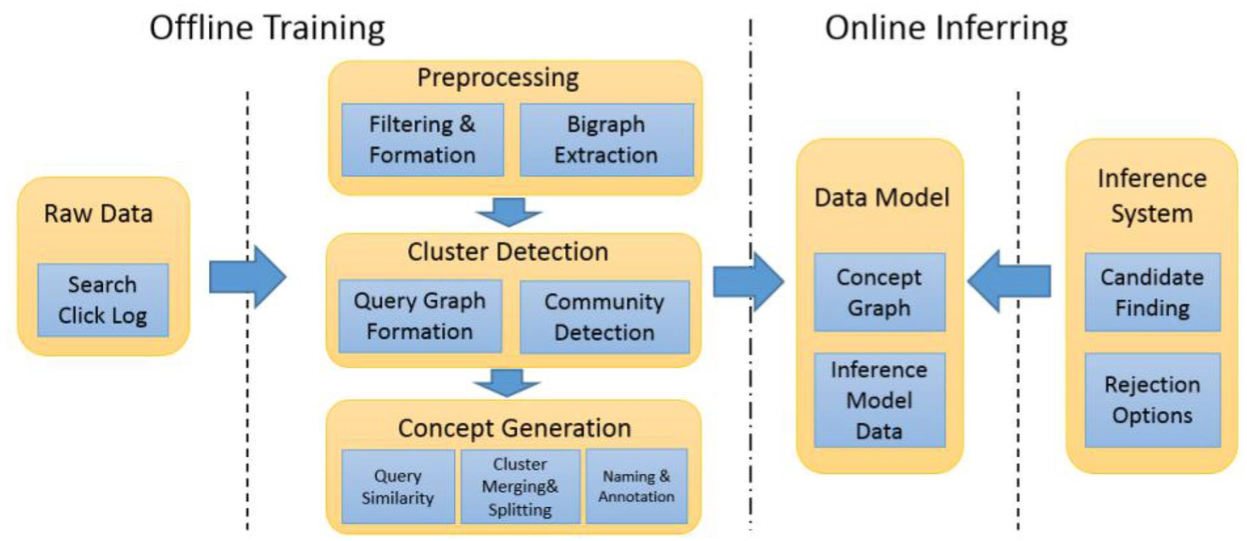 Offline Training
Online Inferring
Raw Data
Search
Click Log
Preprocessing
Filtering &
Formation
Bigraph
Extraction
Cluster Detection
Query Graph
Formation
Community
Detection
Concept Generation
Query
Similarity
Cluster
Merging&
Splitting
Naming &
Annotation
Data Model
Concept
Graph
Inference
Model
Data
Inference
System
Candidate
Finding
Rejection
Options